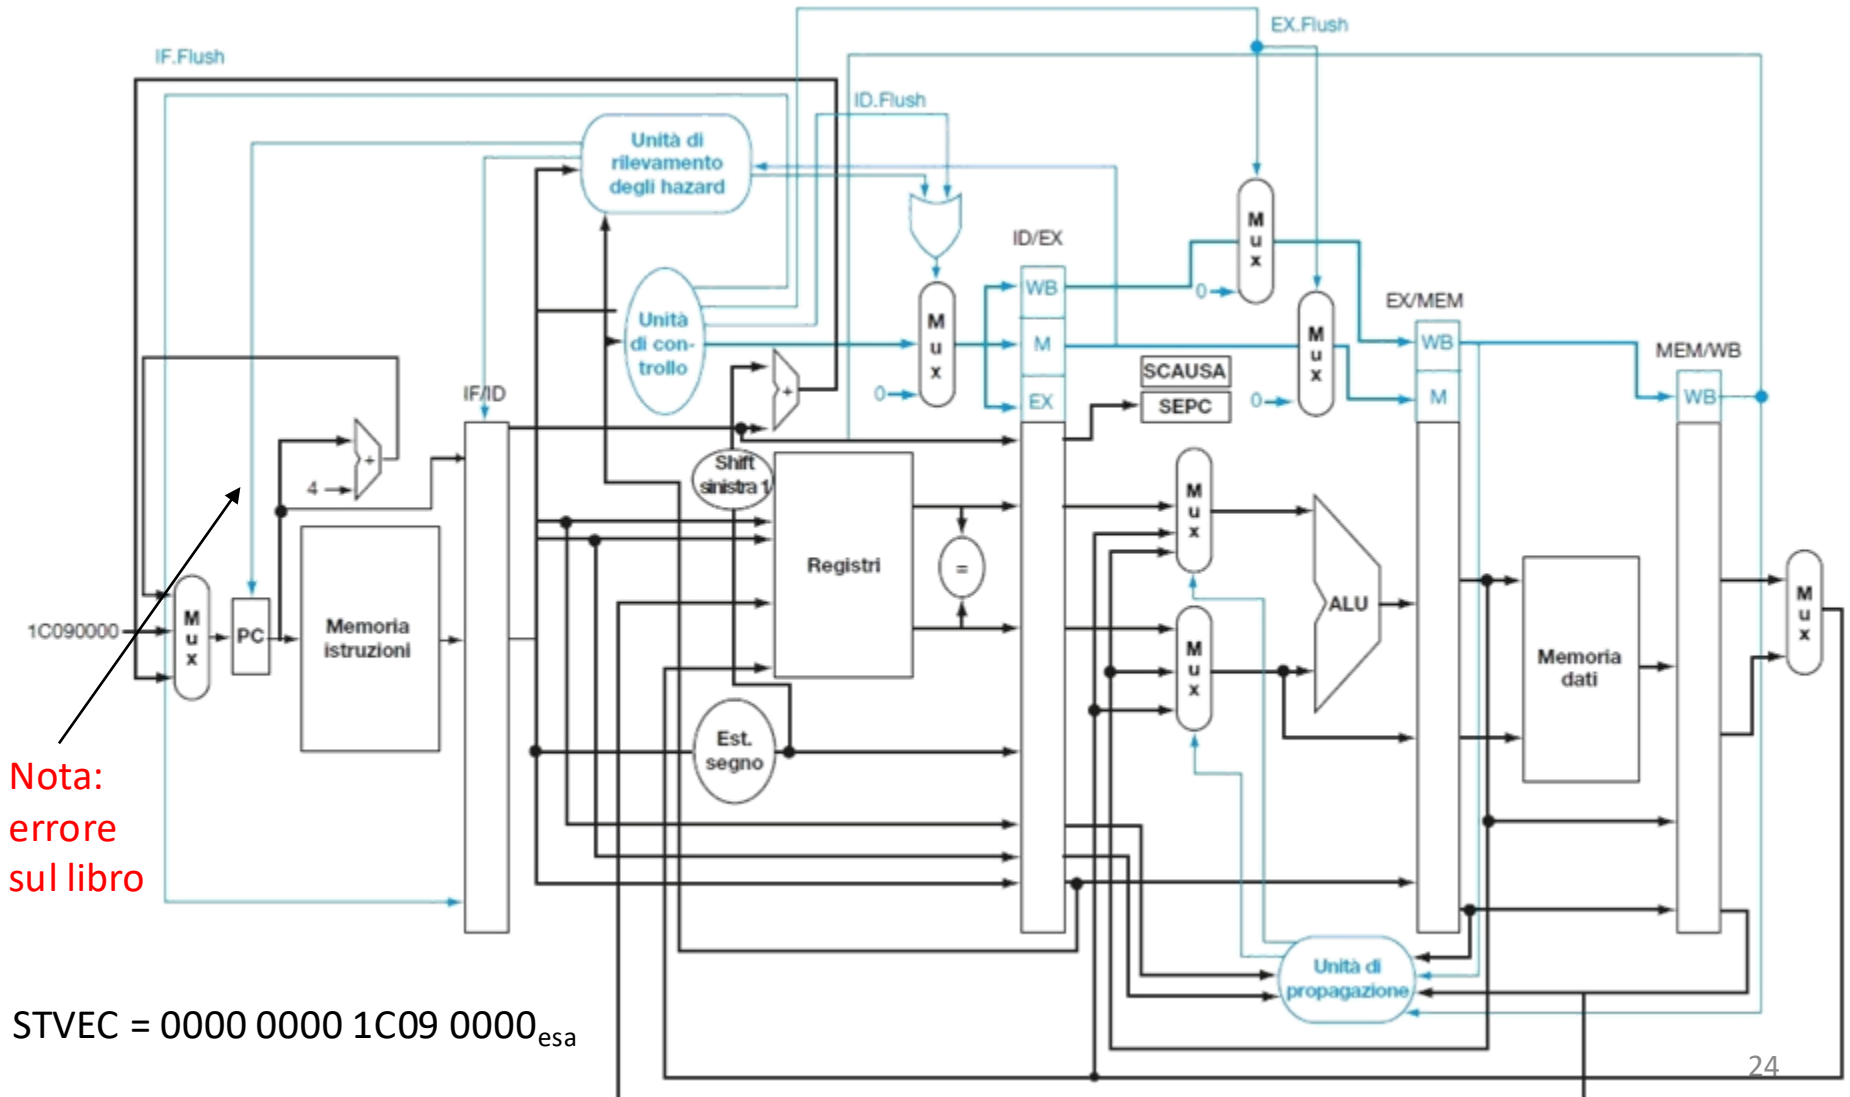 EX.Flush
IF.Flush
ID.Flush
Unità di
rilevamento
degli hazard
M
u
x
ID/EX
WB
0
Unità
di con-
trollo
M
u
x
M
EX
0
M
u
x
0
EX/MEM
WB
M
MEM/WB
WB
SCAUSA
SEPC
IF/ID
+
+
4
Shift
sinistra 1
M
u
x
Registri
=
ALU
1C090000
M
u
x
PC
Memoria
istruzioni
M
u
x
Memoria
dati
M
u
x
Est.
segno
Nota:
errore
sul libro
Unità di
propagazione
STVEC = 0000 0000 1C09 0000esa
24